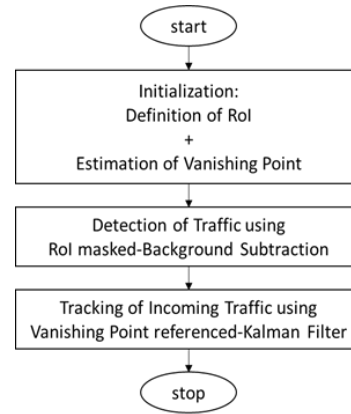 start
Initialization:
Definition of RoI
+
Estimation of Vanishing Point
Detection of Traffic using
RoI masked-Background Subtraction
Tracking of Incoming Traffic using
Vanishing Point referenced-Kalman Filter
stop